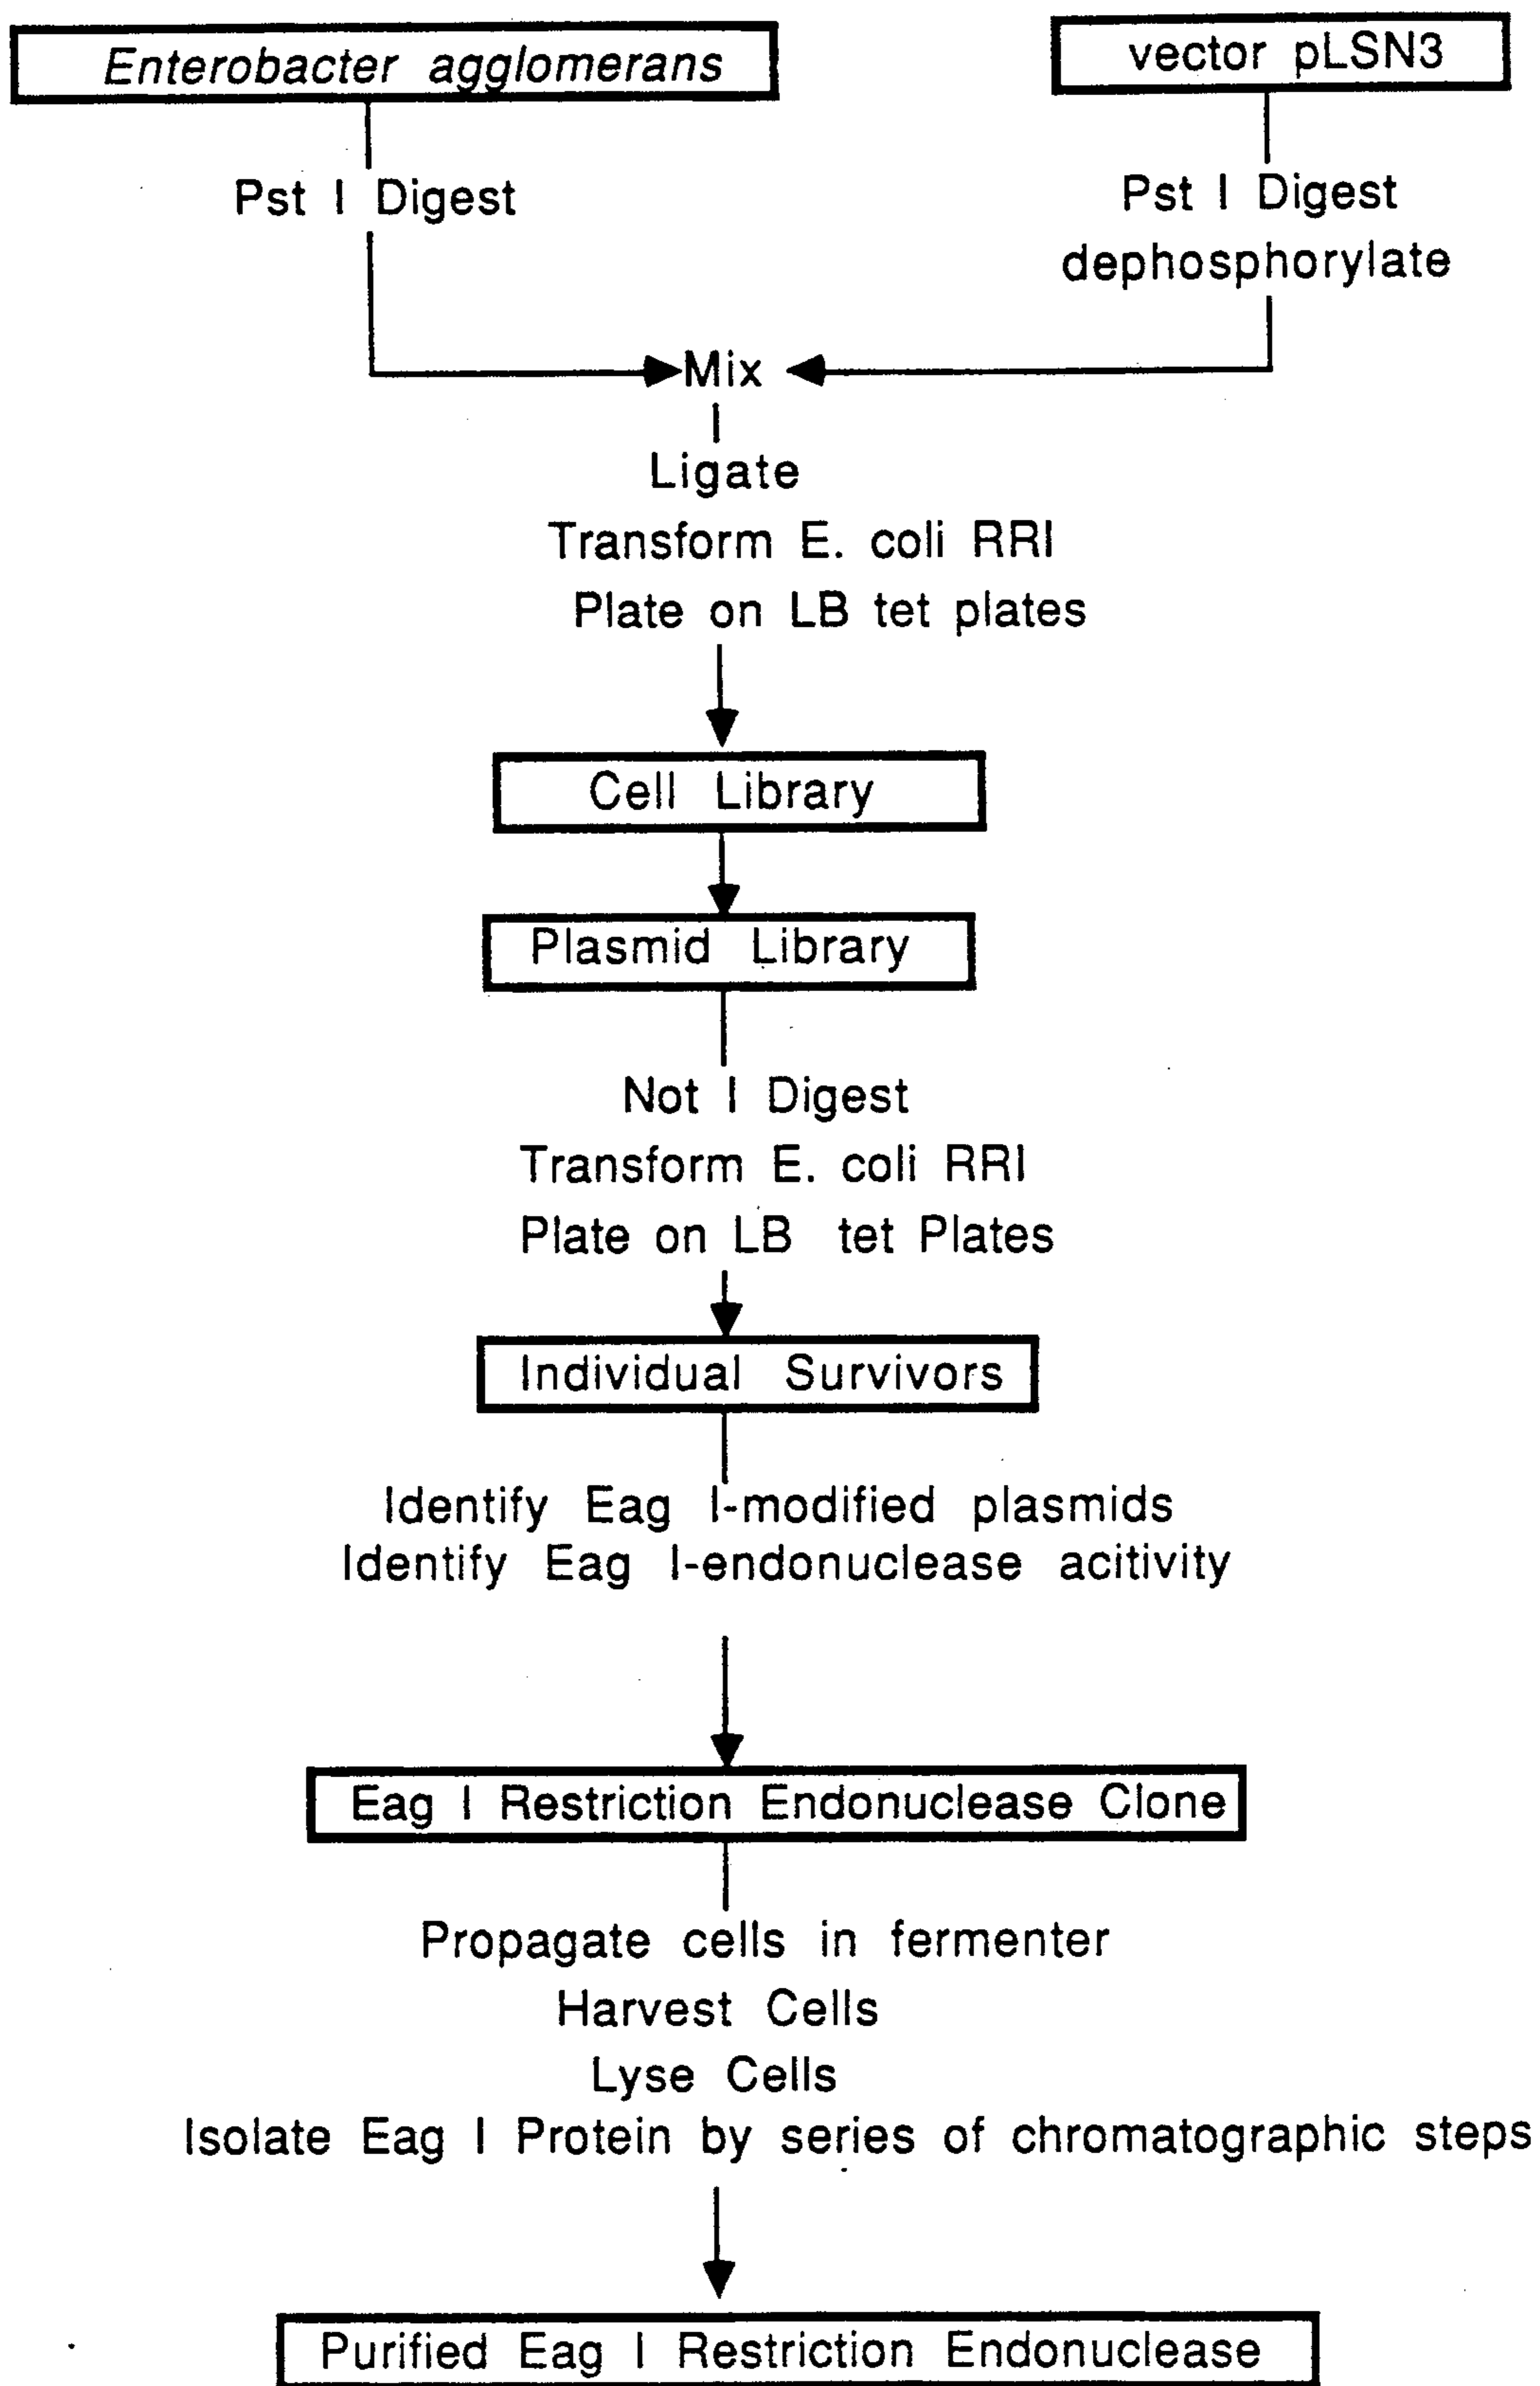 Enterobacter agglomerans
vector pLSN3
Pst I Digest
Pst I Digest
dephosphorylate
Mix
Ligate
Transform E. coli RRI
Plate on LB tet plates
Cell Library
Plasmid Library
Not I Digest
Transform E. coli RRI
Plate on LB tet Plates
Individual Survivors
Identify Eag I-modified plasmids
Identify Eag I-endonuclease acitivity
Eag I Restriction Endonuclease Clone
Propagate cells in fermenter
Harvest Cells
Lyse Cells
Isolate Eag I Protein by series of chromatographic steps
Purified Eag I Restriction Endonuclease